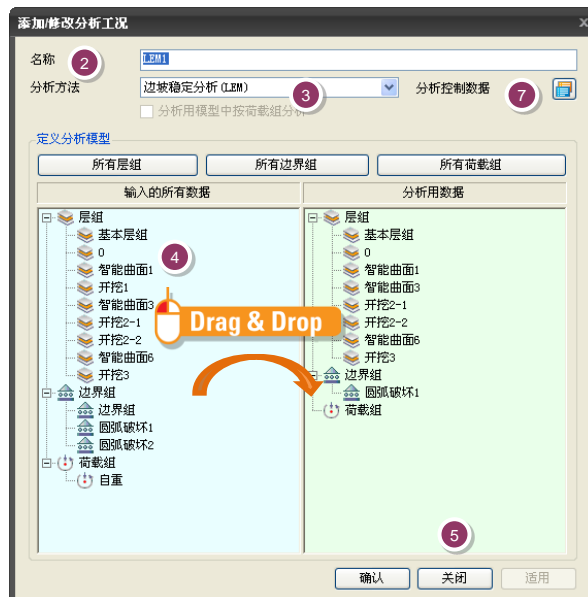 添加/修改分析工况
名称 2 LEM1
分析方法 边坡稳定分析(LEM) 3 分析控制数据 7
分析用模型中按荷载组分析
定义分析模型
所有层组 所有边界组 所有荷载组
输入的所有数据 分析用数据
层组
基本层组
0
智能曲面1
开挖1
智能曲面3
开挖2-1
开挖2-2
智能曲面6
开挖3
边界组
边界组
圆弧破坏1
圆弧破坏2
荷载组
自重
4
Drag & Drop
层组
基本层组
0
智能曲面1
智能曲面3
开挖2-1
开挖2-2
智能曲面6
开挖3
边界组
圆弧破坏1
荷载组
5
确认 关闭 适用